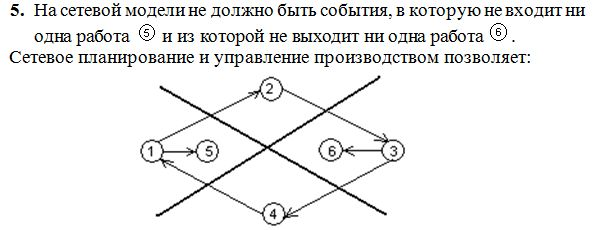 5. На сетевой модели не должно быть события, в которую не входит ни
одна работа ⑤ и из которой не выходит ни одна работа ⑥.
Сетевое планирование и управление производством позволяет:
2
1 5 6 3
4